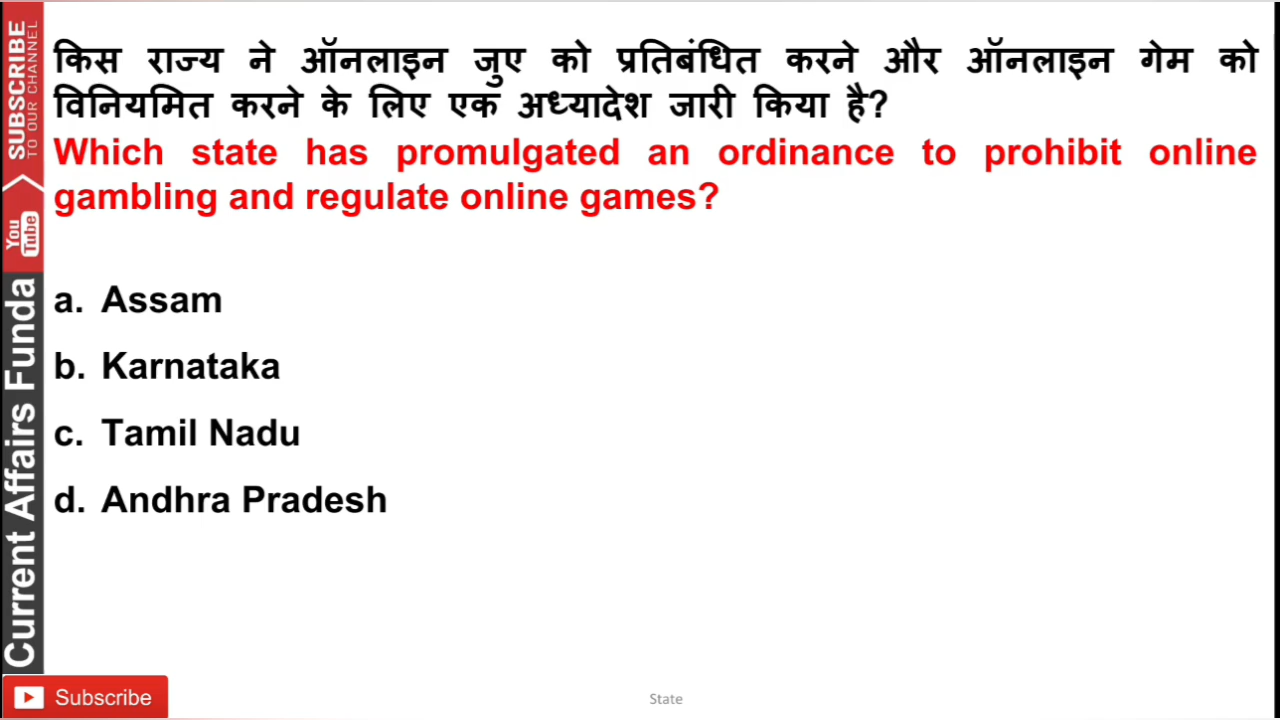 किस राज्य ने ऑनलाइन जुए को प्रतिबंधित करने और ऑनलाइन गेम को
विनियमित करने के लिए एक अध्यादेश जारी किया है?
Which state has promulgated an ordinance to prohibit online
gambling and regulate online games?
a. Assam
b. Karnataka
c. Tamil Nadu
d. Andhra Pradesh
SUBSCRIBE
TO OUR CHANNEL
You
Tube
Current Affairs Funda
Subscribe
State